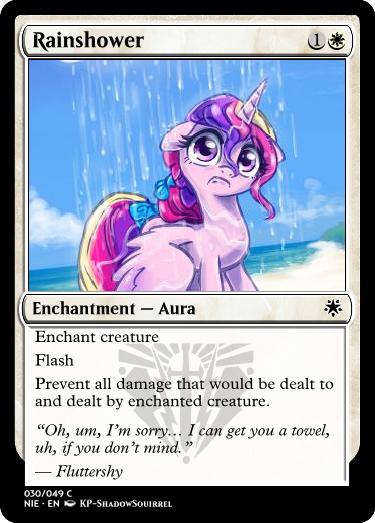 Rainshower 1
Enchantment — Aura
Enchant creature
Flash
Prevent all damage that would be dealt to
and dealt by enchanted creature.
“Oh, um, I’m sorry… I can get you a towel,
uh, if you don’t mind.”
— Fluttershy
030/049 C
NIE • EN KP-ShadowSquirrel